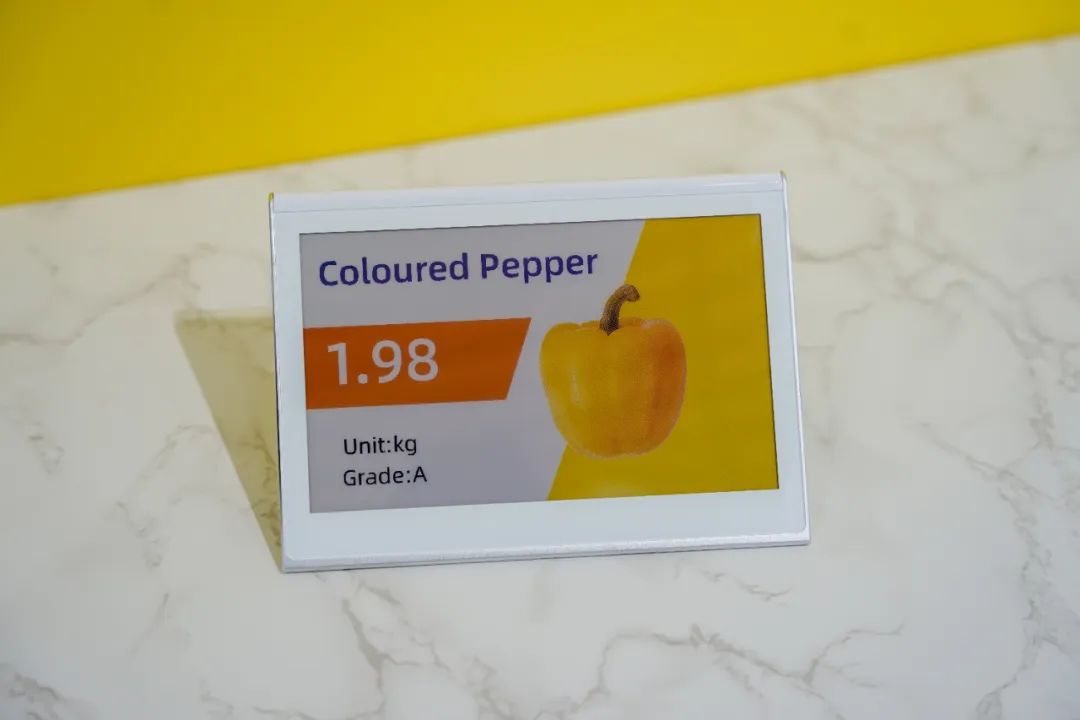 Coloured Pepper
1.98
Unit:kg
Grade:A